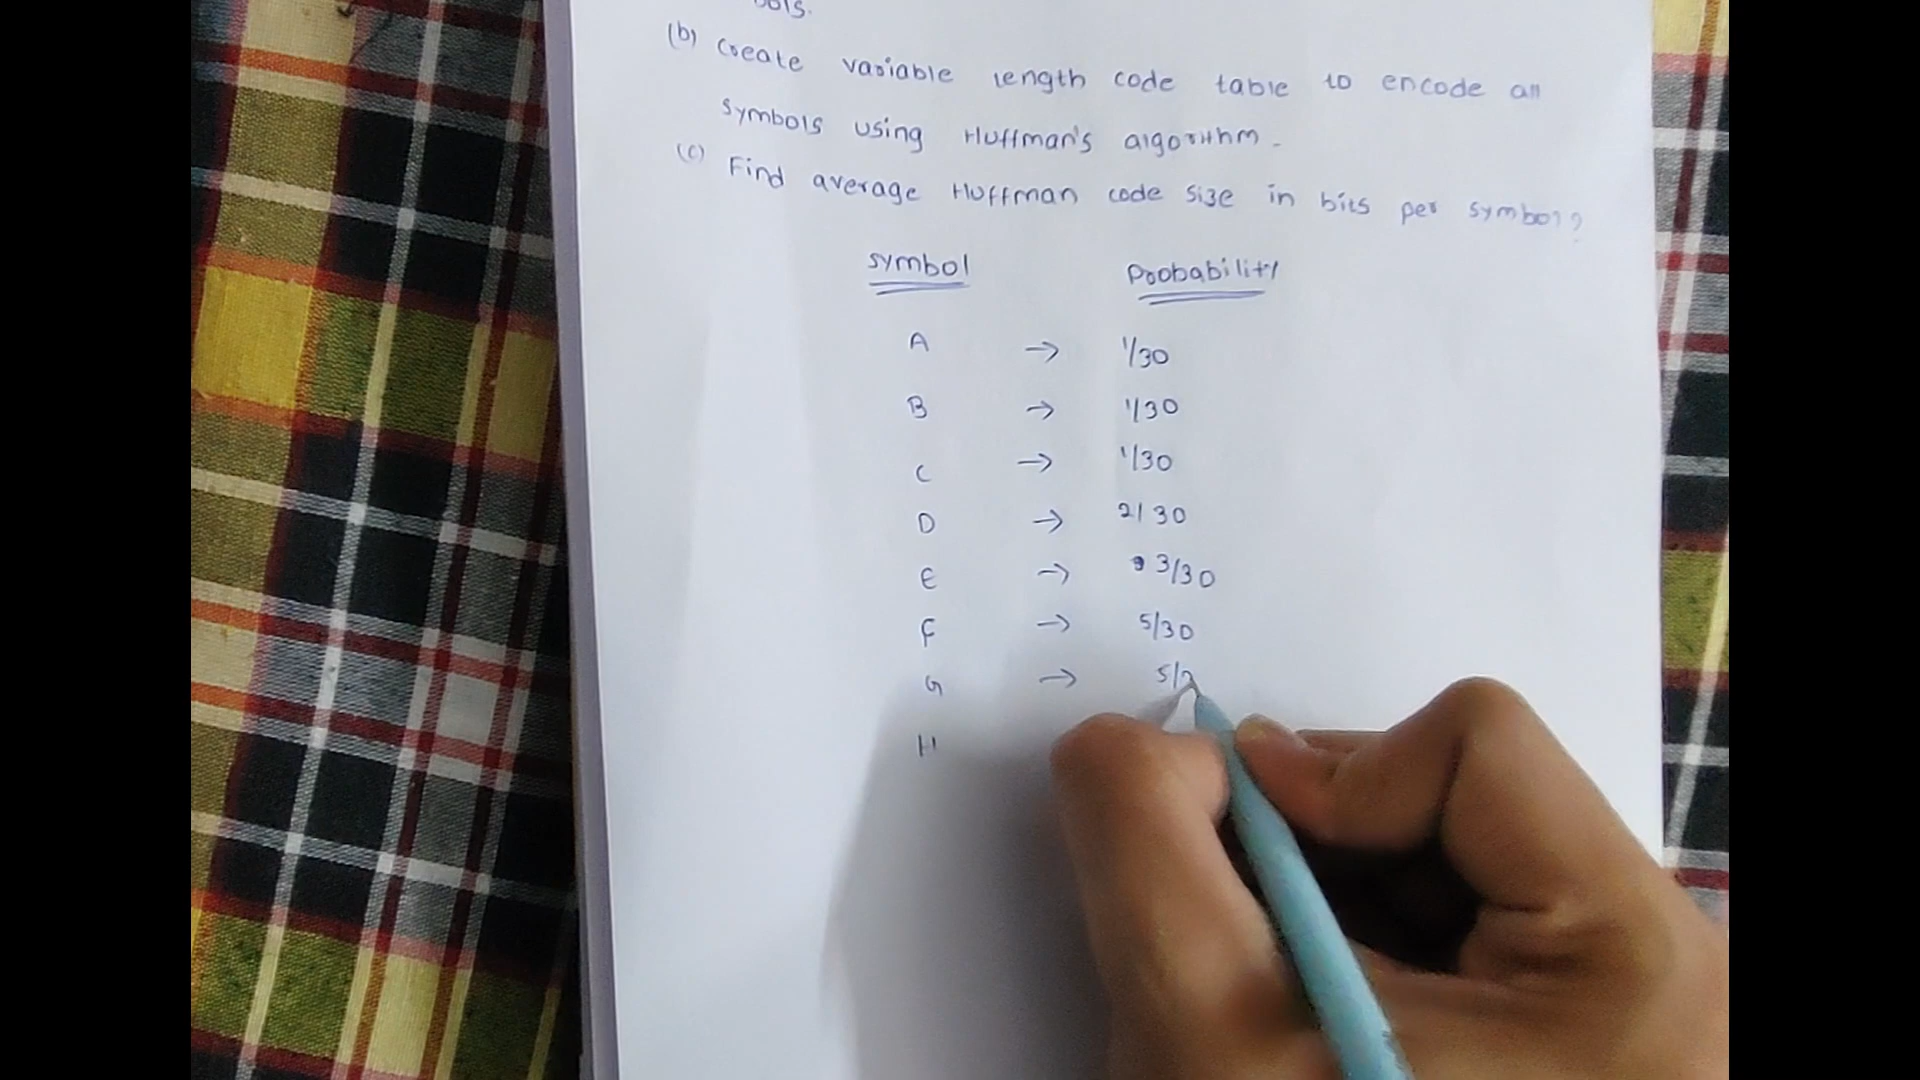 (b) Create variable length code table to encode all
symbols using Huffman's algorithm.
(c) Find average Huffman code size in bits per symbol?
symbol Probability
A → 1/30
B → 1/30
C → 1/30
D → 2/30
E → 3/30
F → 5/30
G → 5/
H